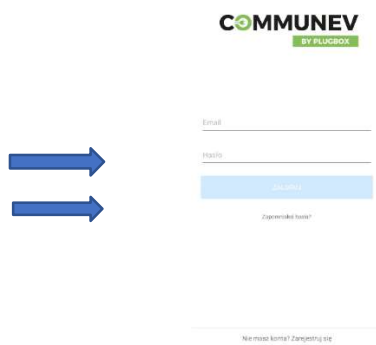 COMMUNEV
BY PLUGBOX
Email
Hasło
Zaloguj
Zapomniałeś hasła?
Nie masz konta? Zarejestruj się